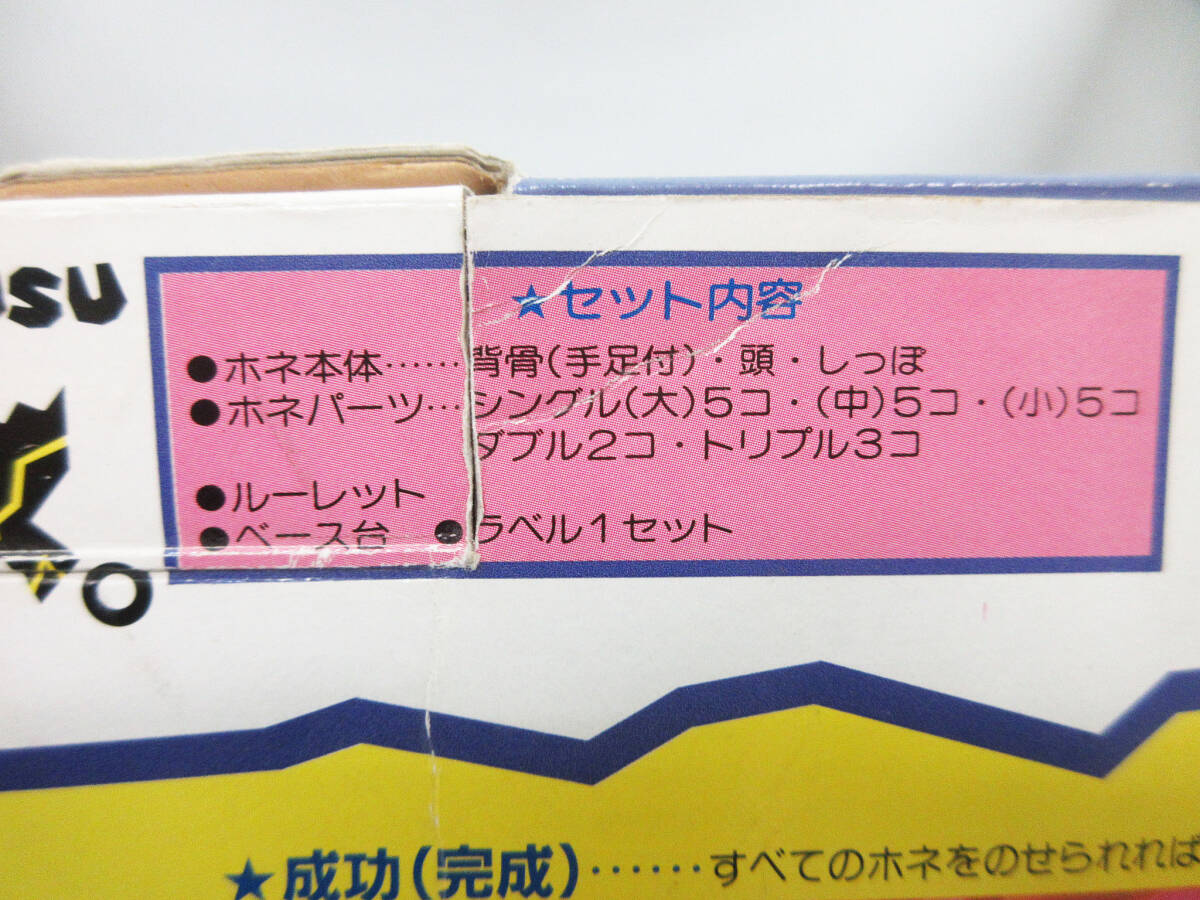 ★セット内容
●ホネ本体……背骨(手足付)・頭・しっぽ
●ホネパーツ…シングル(大)5コ・(中)5コ・(小)5コ
ダブル2コ・トリプル3コ
●ルーレット
●ベース台 ●ラベル1セット
★成功(完成)……すべてのホネをのせられれば